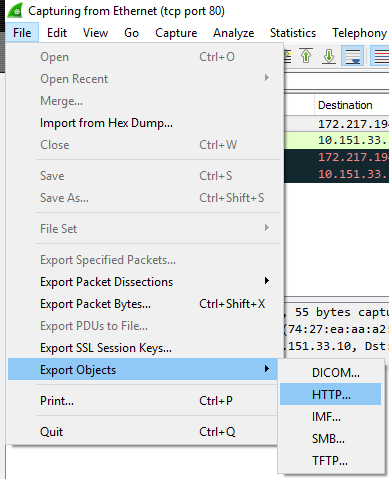 Capturing from Ethernet (tcp port 80)
File Edit View Go Capture Analyze Statistics Telephony
Open Ctrl+O
Open Recent
Merge...
Import from Hex Dump...
Close Ctrl+W
Save Ctrl+S
Save As... Ctrl+Shift+S
File Set
Export Specified Packets...
Export Packet Dissections
Export Packet Bytes... Ctrl+Shift+X
Export PDUs to File...
Export SSL Session Keys...
Export Objects
Print... Ctrl+P
Quit Ctrl+Q
Destination
172.217.19
10.151.33.
172.217.19
10.151.33.
, 55 bytes captu
(74:27:ea:aa:a2:
.151.33.10, Dst:
DICOM...
HTTP...
IMF...
SMB...
TFTP...